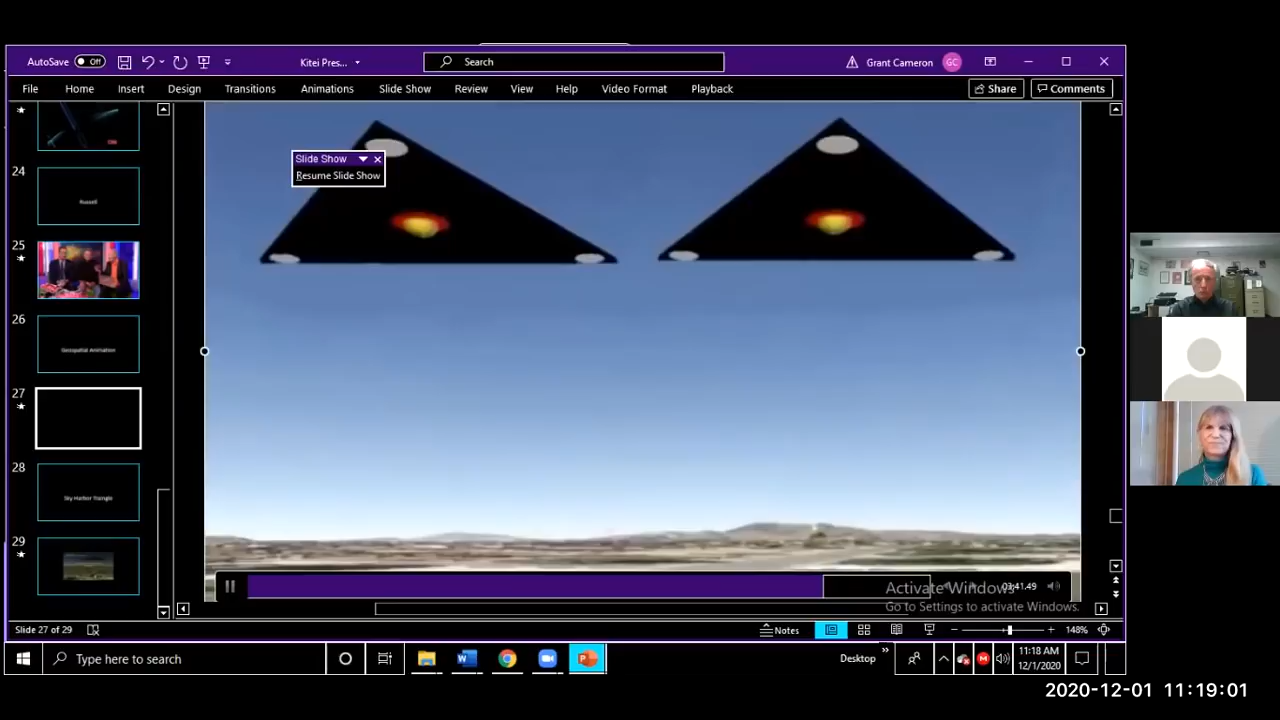 AutoSave Off Kitei Pres... Search Grant Cameron GC
File Home Insert Design Transitions Animations Slide Show Review View Help Video Format Playback Share Comments
24
Russell
25
26
Geospatial Animation
27
28
Sky Harbor Triangle
29
Slide Show
Resume Slide Show
03:41.49
Activate Windows
Go to Settings to activate Windows.
Slide 27 of 29 Notes 148%
Type here to search Desktop 11:18 AM
12/1/2020
2020-12-01 11:19:01